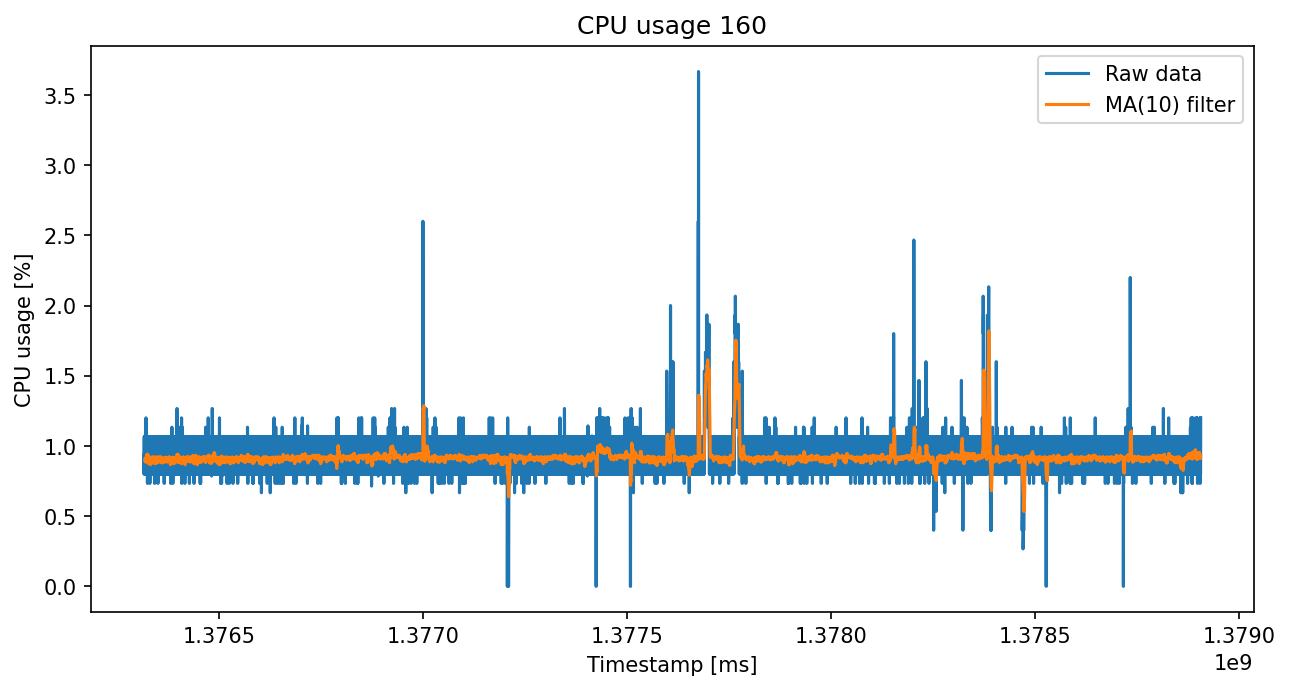 CPU usage 160
Raw data
MA(10) filter
CPU usage [%]
3.5
3.0
2.5
2.0
1.5
1.0
0.5
0.0
1.3765 1.3770 1.3775 1.3780 1.3785 1.3790
1e9
Timestamp [ms]